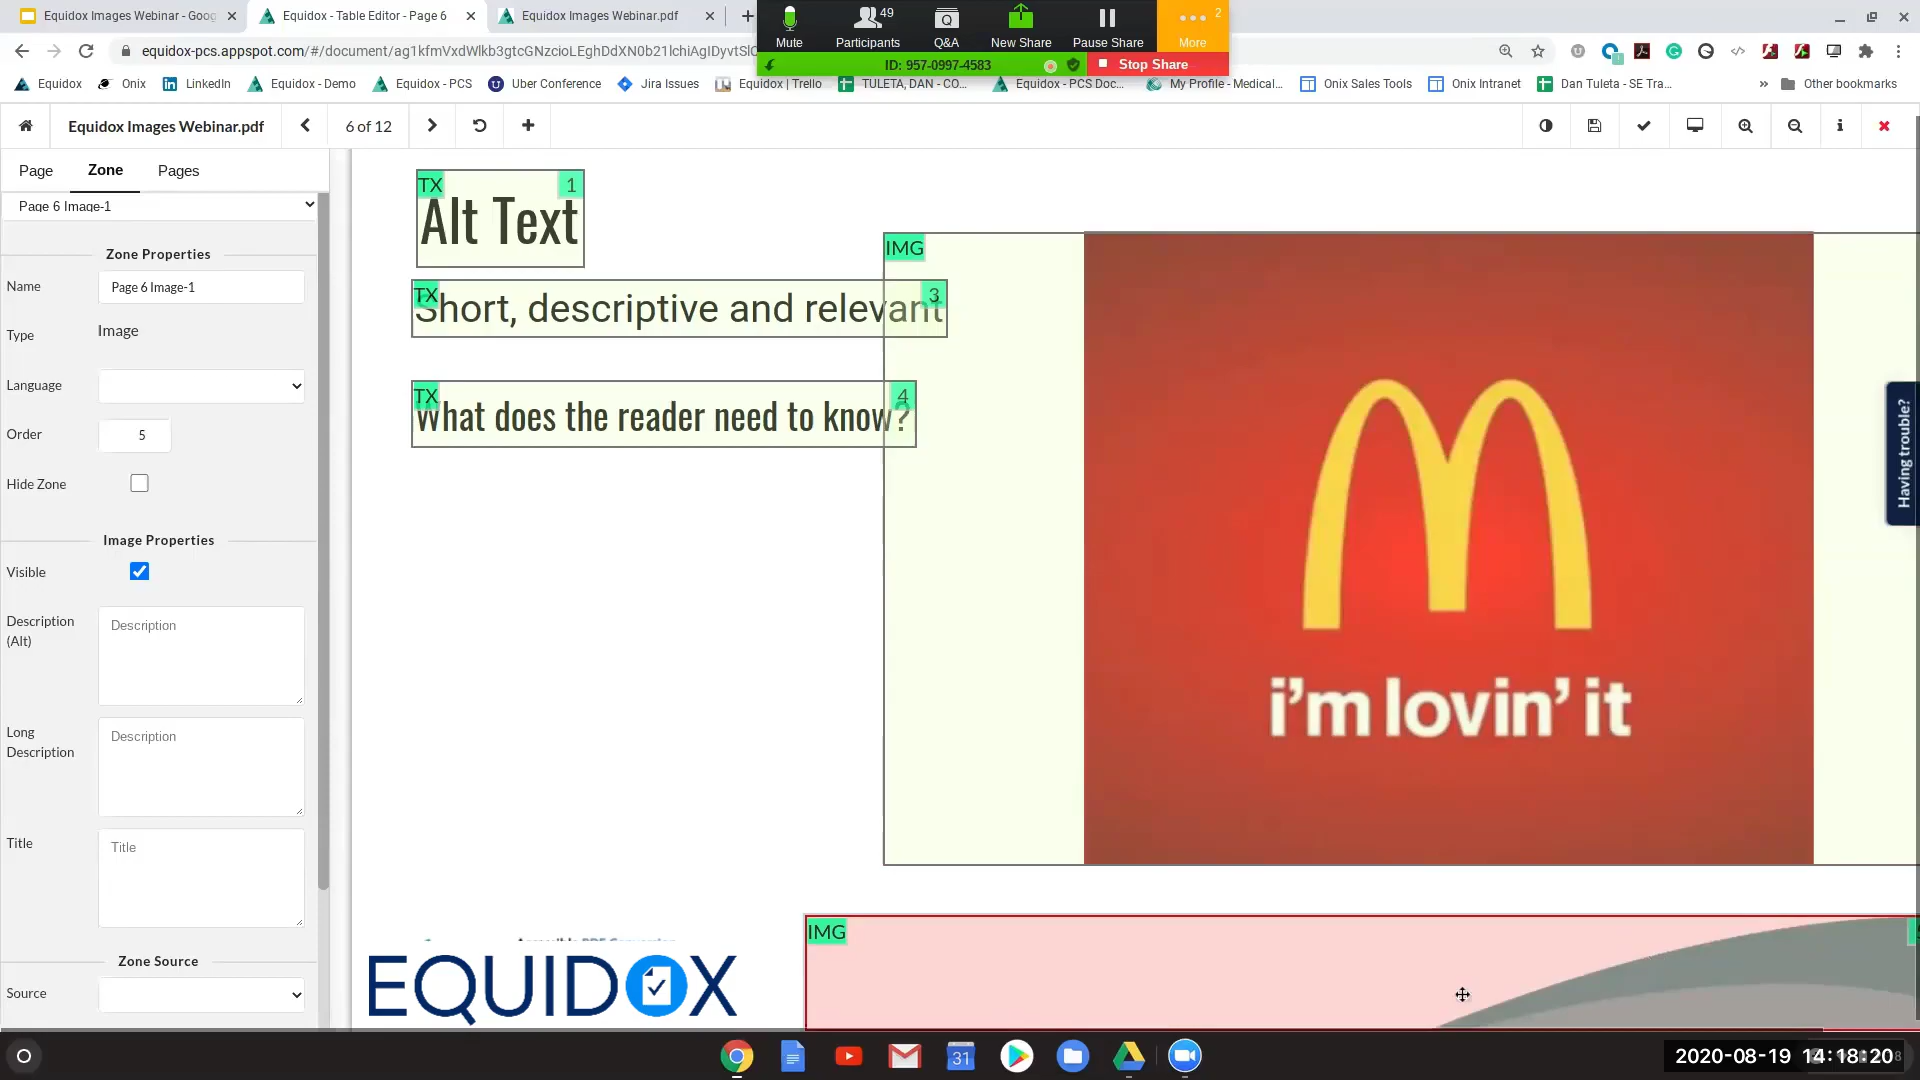 Equidox Images Webinar - Goog
Equidox - Table Editor - Page 6
Equidox Images Webinar.pdf
Mute
Participants
49
Q&A
New Share
Pause Share
More
2
ID: 957-0997-4583
Stop Share
equidox-pcs.appspot.com/#/document/ag1kfmVxdWlkb3gtcGNzcioLEghDdXN0b21lchiAgIDyvtSlC
Equidox
Onix
LinkedIn
Equidox - Demo
Equidox - PCS
Uber Conference
Jira Issues
Equidox | Trello
TULETA, DAN - CO...
Equidox - PCS Doc...
My Profile - Medical...
Onix Sales Tools
Onix Intranet
Dan Tuleta - SE Tra...
Other bookmarks
Equidox Images Webinar.pdf
6 of 12
Page
Zone
Pages
Page 6 Image-1
Zone Properties
Name
Page 6 Image-1
Type
Image
Language
Order
5
Hide Zone
Image Properties
Visible
Description (Alt)
Description
Long Description
Description
Title
Title
Zone Source
Source
TX
1
Alt Text
TX
3
Short, descriptive and relevant
TX
4
What does the reader need to know?
IMG
i'm lovin' it
Having trouble?
IMG
EQUIDOX
31
2020-08-19 14:18:20